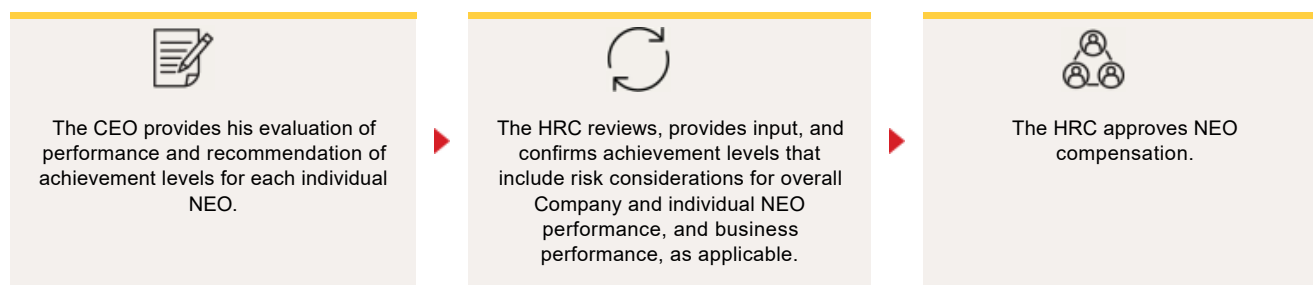 The CEO provides his evaluation of
performance and recommendation of
achievement levels for each individual
NEO.
The HRC reviews, provides input, and
confirms achievement levels that
include risk considerations for overall
Company and individual NEO
performance, and business
performance, as applicable.
The HRC approves NEO
compensation.